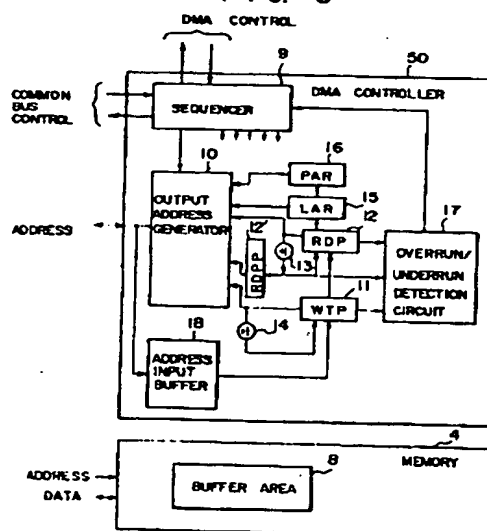 DMA CONTROL
9
50
COMMON
BUS
CONTROL
SEQUENCER
DMA CONTROLLER
10
16
PAR
15
LAR
12
17
OUTPUT
ADDRESS
GENERATOR
ADDRESS
12'
RDPP
13
RDP
OVERRUN/
UNDERRUN
DETECTION
CIRCUIT
11
WTP
18
14
ADDRESS
INPUT
BUFFER
4
ADDRESS
DATA
8
MEMORY
BUFFER AREA